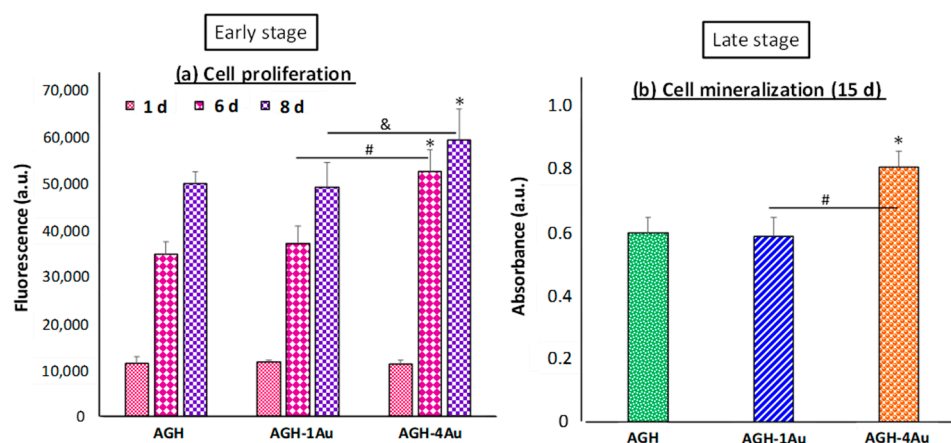 Early stage
Late stage
(a) Cell proliferation
1 d 6 d 8 d
Fluorescence (a.u.)
70,000
60,000
50,000
40,000
30,000
20,000
10,000
0
&
#
*
*
AGH AGH-1Au AGH-4Au
(b) Cell mineralization (15 d)
Absorbance (a.u.)
1.0
0.8
0.6
0.4
0.2
0
#
*
AGH AGH-1Au AGH-4Au